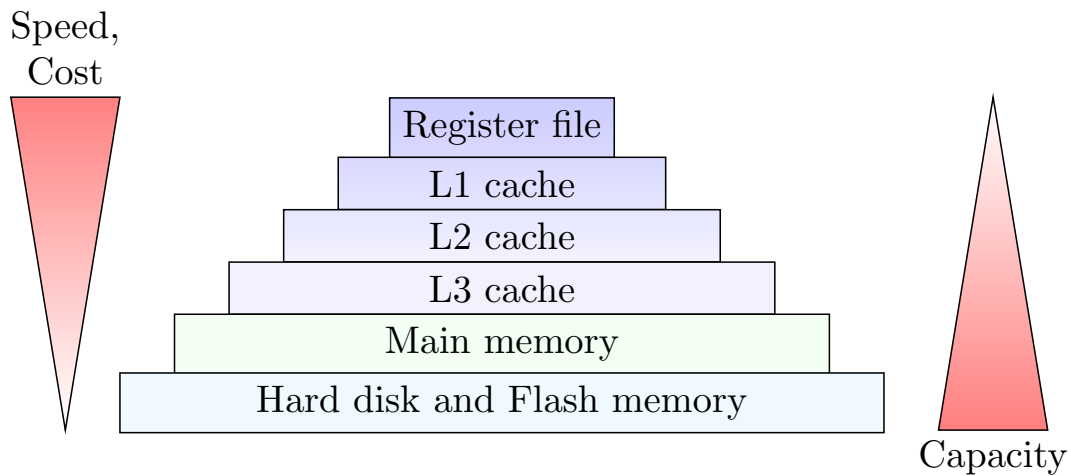 Speed,
Cost
Register file
L1 cache
L2 cache
L3 cache
Main memory
Hard disk and Flash memory
Capacity